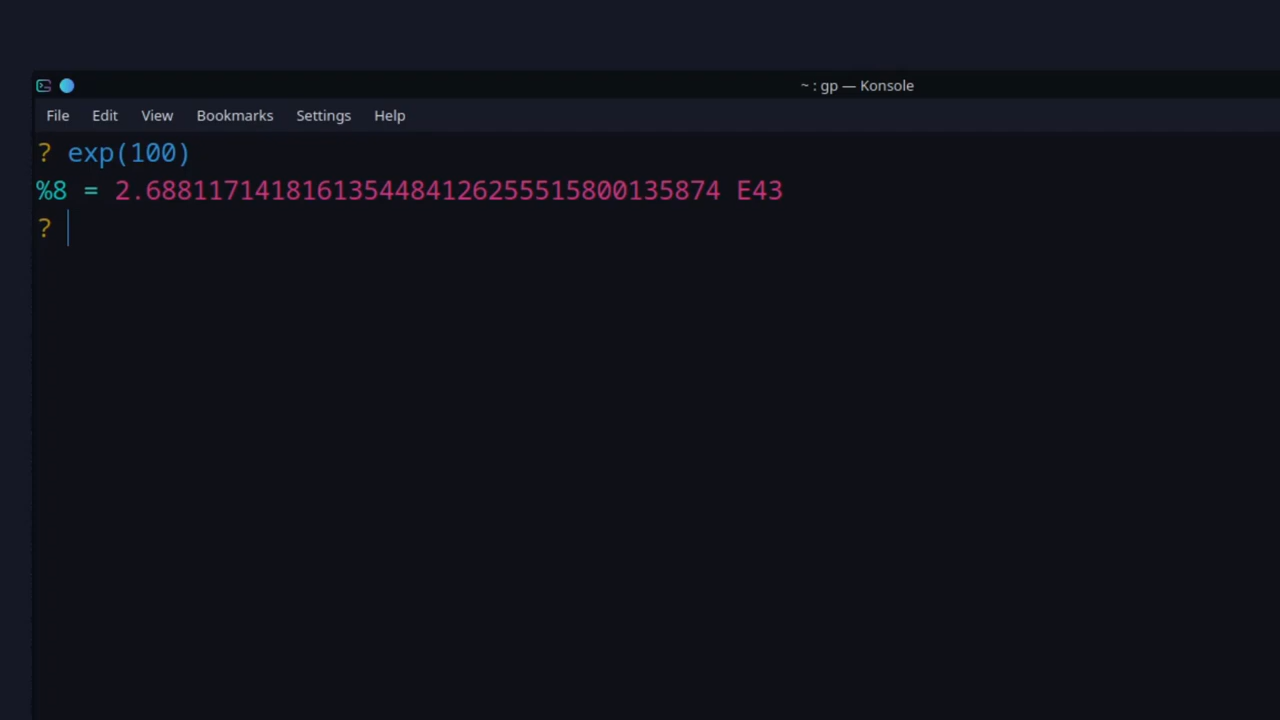 ~ : gp — Konsole
File Edit View Bookmarks Settings Help
? exp(100)
%8 = 2.6881171418161354484126255515800135874 E43
?